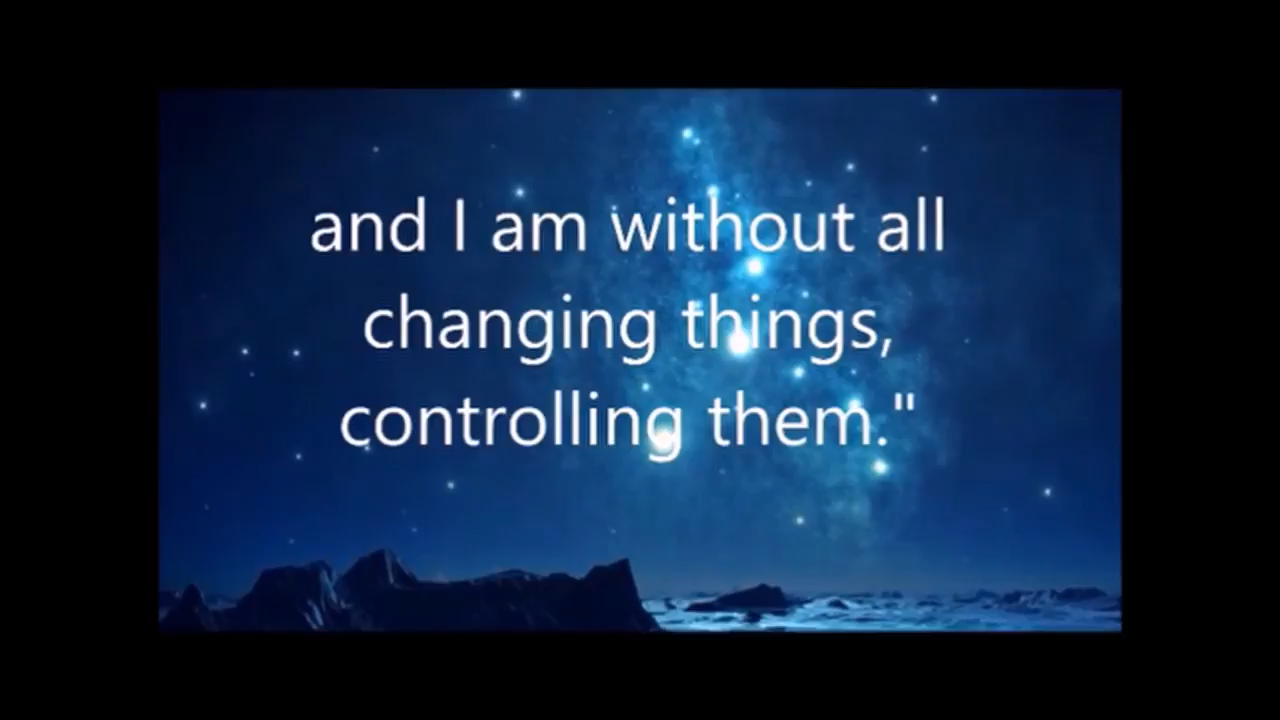 and I am without all
changing things,
controlling them."